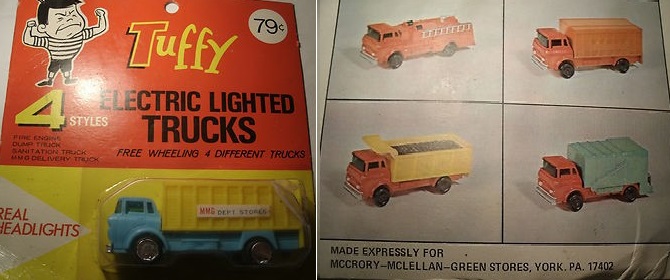 Tuffy
79¢
4 STYLES
ELECTRIC LIGHTED
TRUCKS
FIRE ENGINE
DUMP TRUCK
SANITATION TRUCK
MMG DELIVERY TRUCK
FREE WHEELING 4 DIFFERENT TRUCKS
REAL
HEADLIGHTS
MMG DEPT. STORES
MADE EXPRESSLY FOR
MCCRORY-MCLELLAN-GREEN STORES, YORK. PA. 17402